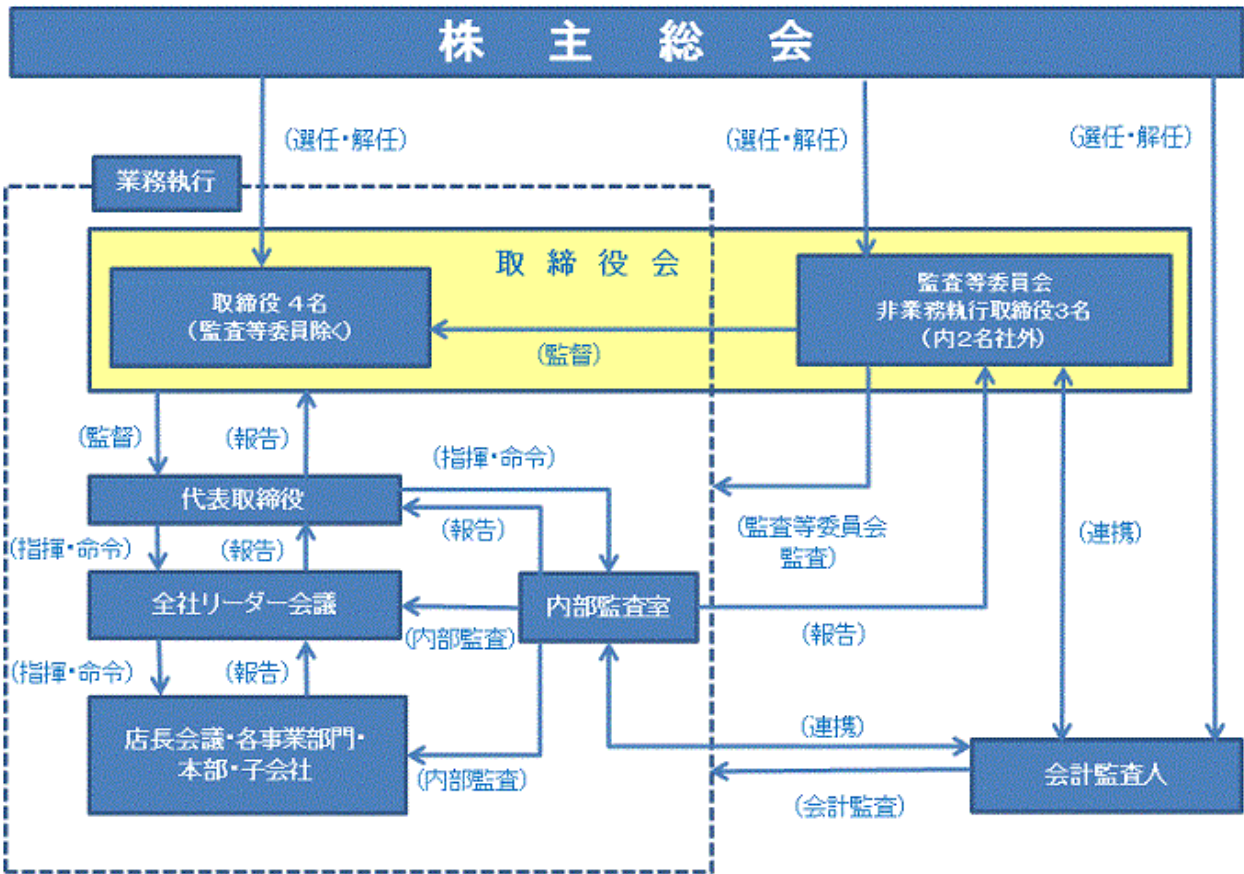 株主総会
(選任・解任)
(選任・解任)
(選任・解任)
業務執行
取締役会
取締役 4名
(監査等委員除く)
監査等委員会
非業務執行取締役3名
(内2名社外)
(監督)
(監督)
(報告)
(指揮・命令)
代表取締役
(報告)
(監査等委員会
監査)
(連携)
(指揮・命令)
(報告)
全社リーダー会議
内部監査室
(内部監査)
(報告)
(指揮・命令)
(報告)
店長会議・各事業部門・
本部・子会社
(連携)
(内部監査)
会計監査人
(会計監査)